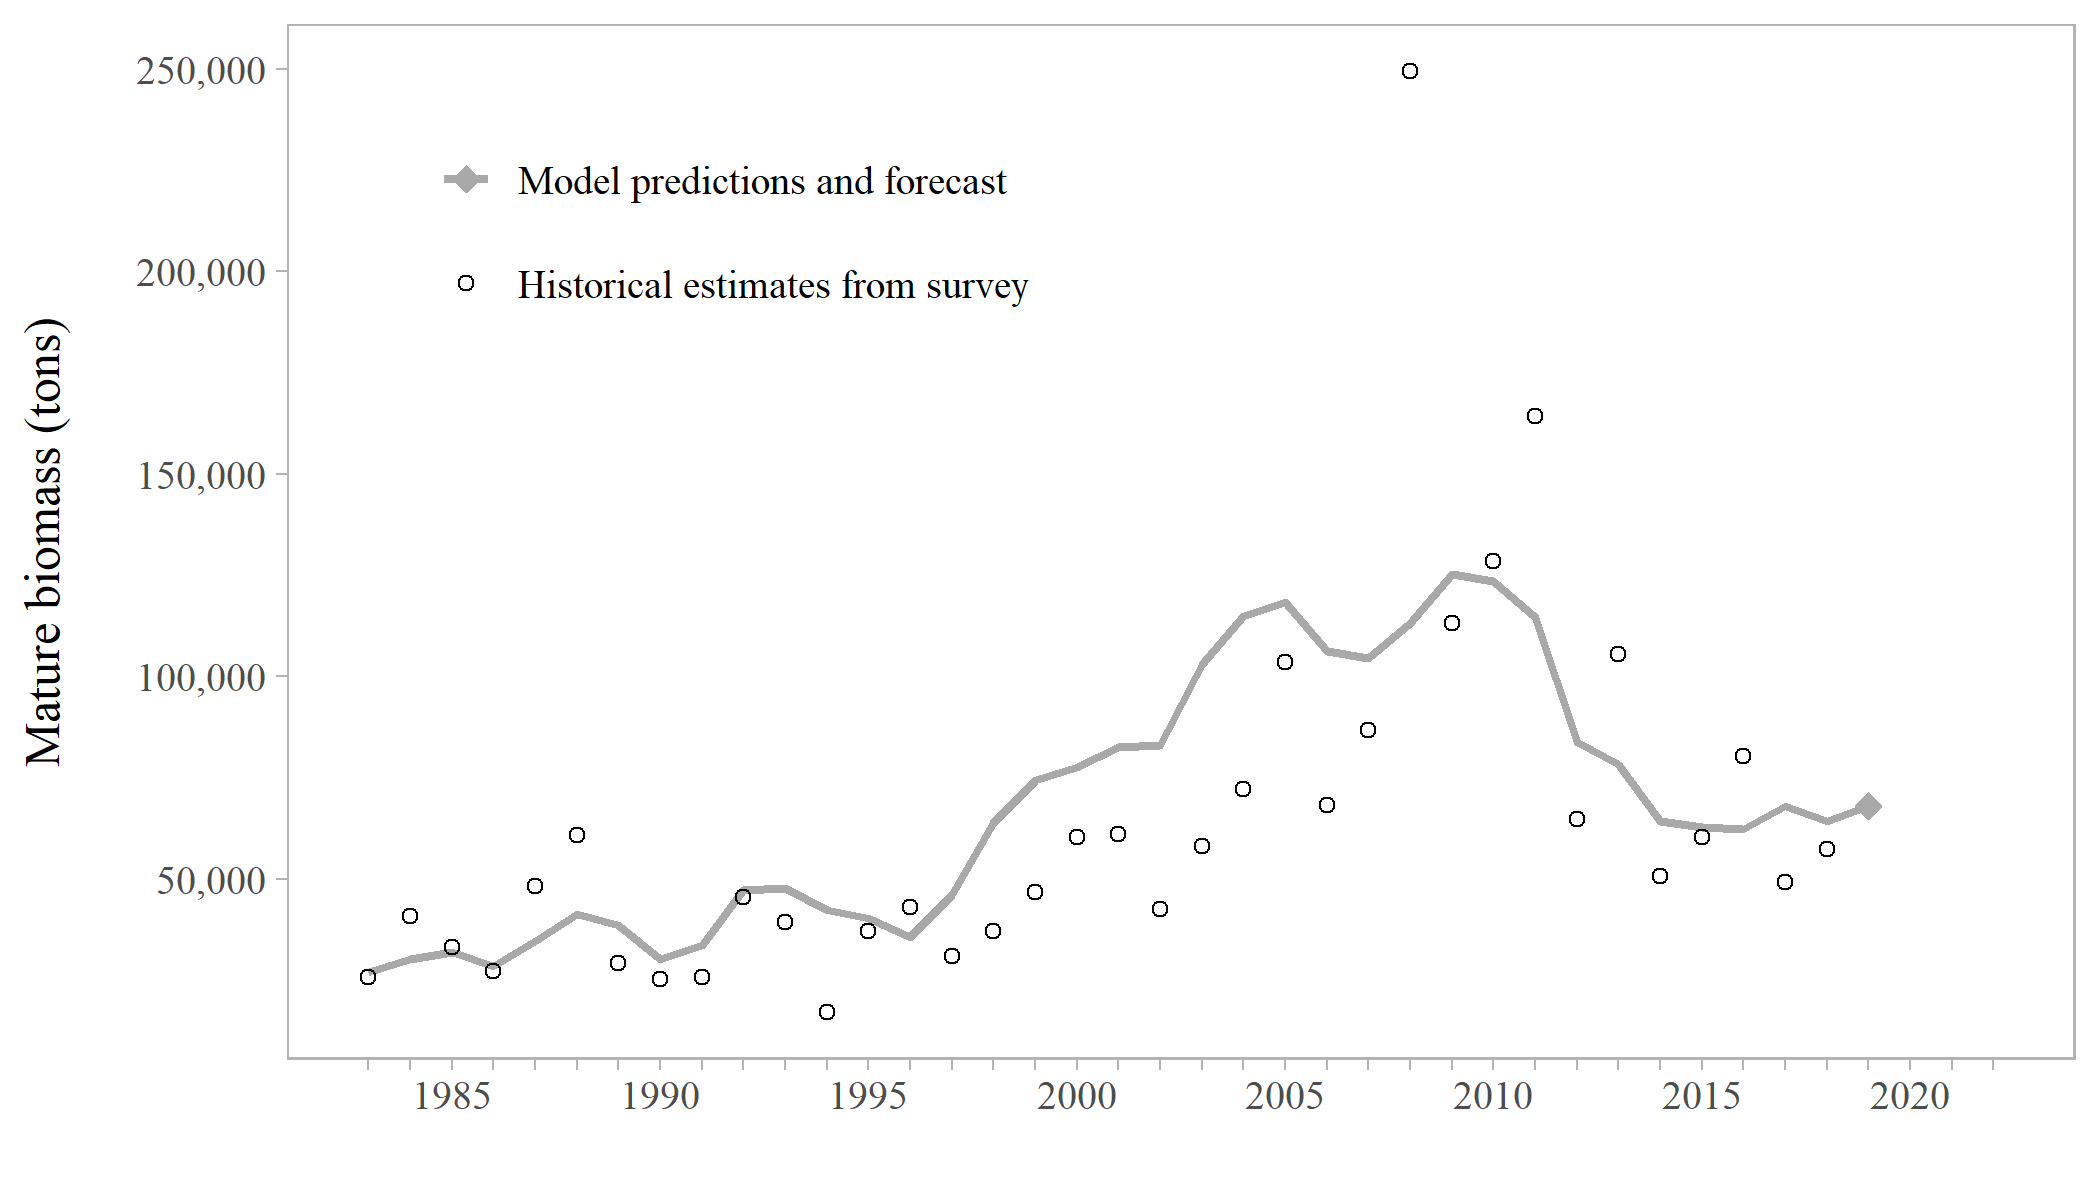 Mature biomass (tons)
250,000
200,000
150,000
100,000
50,000
Model predictions and forecast
Historical estimates from survey
1985 1990 1995 2000 2005 2010 2015 2020